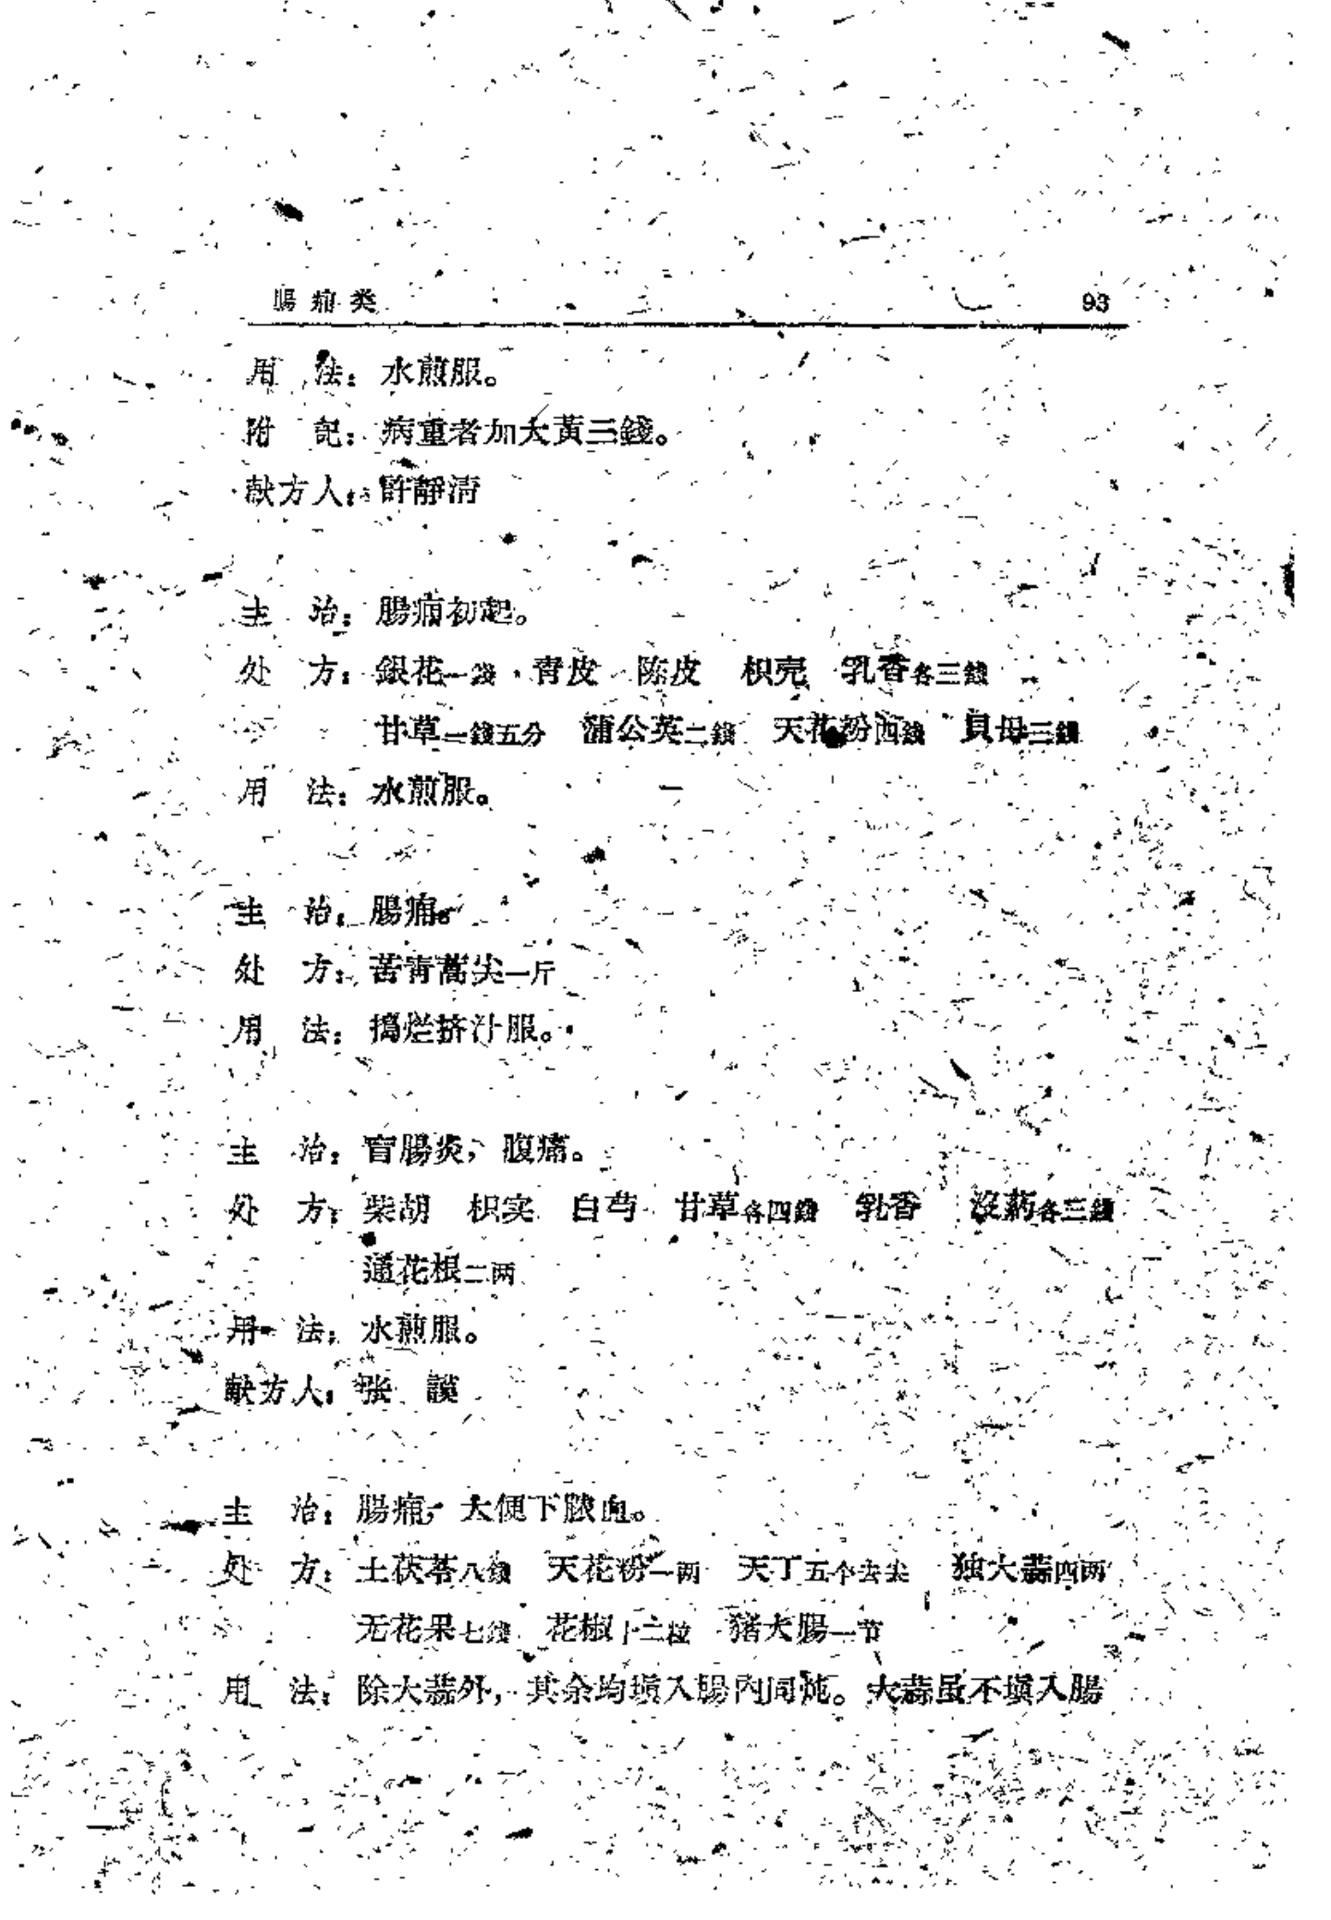 腸痈类 93
用 法：水煎服。
附 記：病重者加大黃三錢。
献方人：許靜清
主 治：腸痈初起。
处 方：銀花一錢 青皮 陈皮 枳壳 乳香各三錢
甘草一錢五分 蒲公英二錢 天花粉四錢 貝母三錢
用 法：水煎服。
主 治：腸痈。
处 方：苦青蒿尖一斤
用 法：搗烂挤汁服。
主 治：盲腸炎，腹痛。
处 方：柴胡 枳实 白芍 甘草各四錢 乳香 沒葯各三錢
通花根二两
用 法：水煎服。
献方人：张 謨
主 治：腸痈，大便下膿血。
处 方：土茯苓八錢 天花粉一两 天丁五个去尖 独大蒜四两
无花果七錢 花椒十二粒 猪大腸一节
用 法：除大蒜外，其余均塡入腸內同炖。大蒜虽不塡入腸